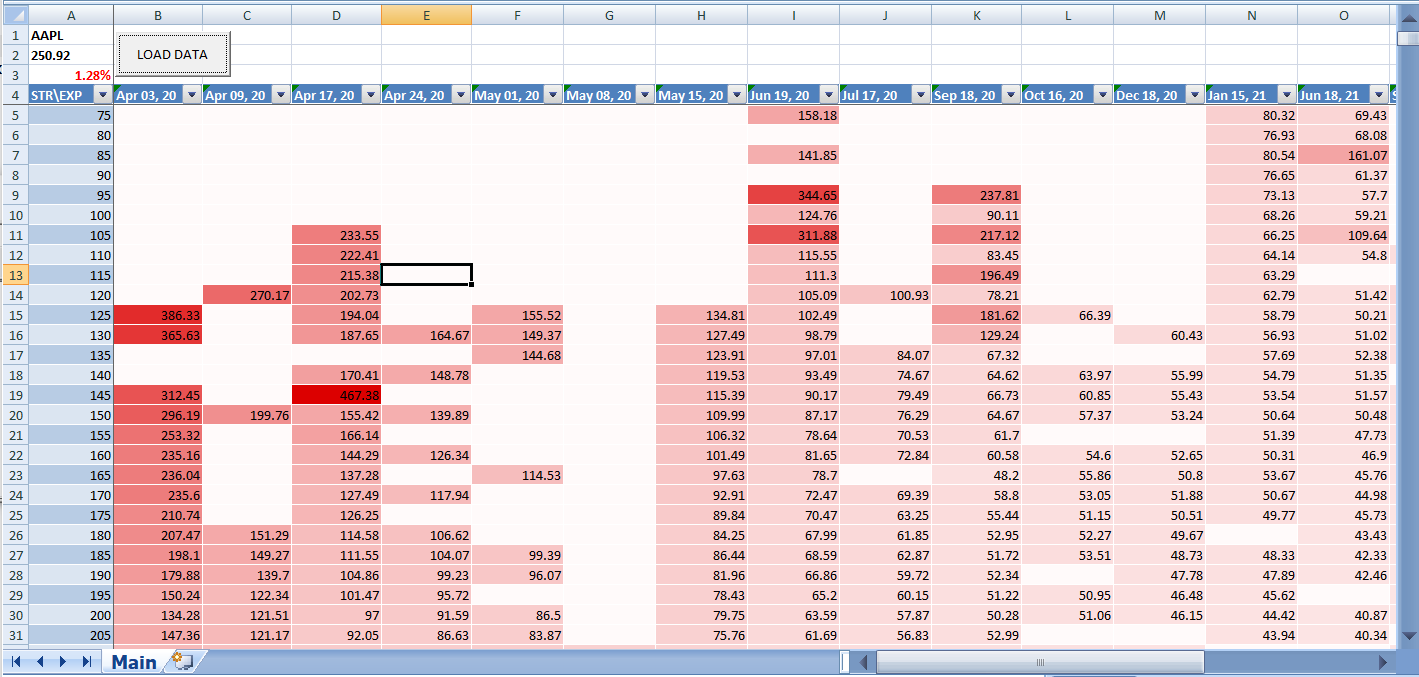 A B C D E F G H I J K L M N O
1 AAPL
2 250.92 LOAD DATA
3 1.28%
4 STR\EXP Apr 03, 20 Apr 09, 20 Apr 17, 20 Apr 24, 20 May 01, 20 May 08, 20 May 15, 20 Jun 19, 20 Jul 17, 20 Sep 18, 20 Oct 16, 20 Dec 18, 20 Jan 15, 21 Jun 18, 21
5 75 158.18 80.32 69.43
6 80 76.93 68.08
7 85 141.85 80.54 161.07
8 90 76.65 61.37
9 95 344.65 237.81 73.13 57.7
10 100 124.76 90.11 68.26 59.21
11 105 233.55 311.88 217.12 66.25 109.64
12 110 222.41 115.55 83.45 64.14 54.8
13 115 215.38 111.3 196.49 63.29
14 120 270.17 202.73 105.09 100.93 78.21 62.79 51.42
15 125 386.33 194.04 155.52 134.81 102.49 181.62 66.39 58.79 50.21
16 130 365.63 187.65 164.67 149.37 127.49 98.79 129.24 60.43 56.93 51.02
17 135 144.68 123.91 97.01 84.07 67.32 57.69 52.38
18 140 170.41 148.78 119.53 93.49 74.67 64.62 63.97 55.99 54.79 51.35
19 145 312.45 467.38 115.39 90.17 79.49 66.73 60.85 55.43 53.54 51.57
20 150 296.19 199.76 155.42 139.89 109.99 87.17 76.29 64.67 57.37 53.24 50.64 50.48
21 155 253.32 166.14 106.32 78.64 70.53 61.7 51.39 47.73
22 160 235.16 144.29 126.34 101.49 81.65 72.84 60.58 54.6 52.65 50.31 46.9
23 165 236.04 137.28 114.53 97.63 78.7 48.2 55.86 50.8 53.67 45.76
24 170 235.6 127.49 117.94 92.91 72.47 69.39 58.8 53.05 51.88 50.67 44.98
25 175 210.74 126.25 89.84 70.47 63.25 55.44 51.15 50.51 49.77 45.73
26 180 207.47 151.29 114.58 106.62 84.25 67.99 61.85 52.95 52.27 49.67 43.43
27 185 198.1 149.27 111.55 104.07 99.39 86.44 68.59 62.87 51.72 53.51 48.73 48.33 42.33
28 190 179.88 139.7 104.86 99.23 96.07 81.96 66.86 59.72 52.34 47.78 47.89 42.46
29 195 150.24 122.34 101.47 95.72 78.43 65.2 60.15 51.22 50.95 46.48 45.62
30 200 134.28 121.51 97 91.59 86.5 79.75 63.59 57.87 50.28 51.06 46.15 44.42 40.87
31 205 147.36 121.17 92.05 86.63 83.87 75.76 61.69 56.83 52.99 43.94 40.34
Main